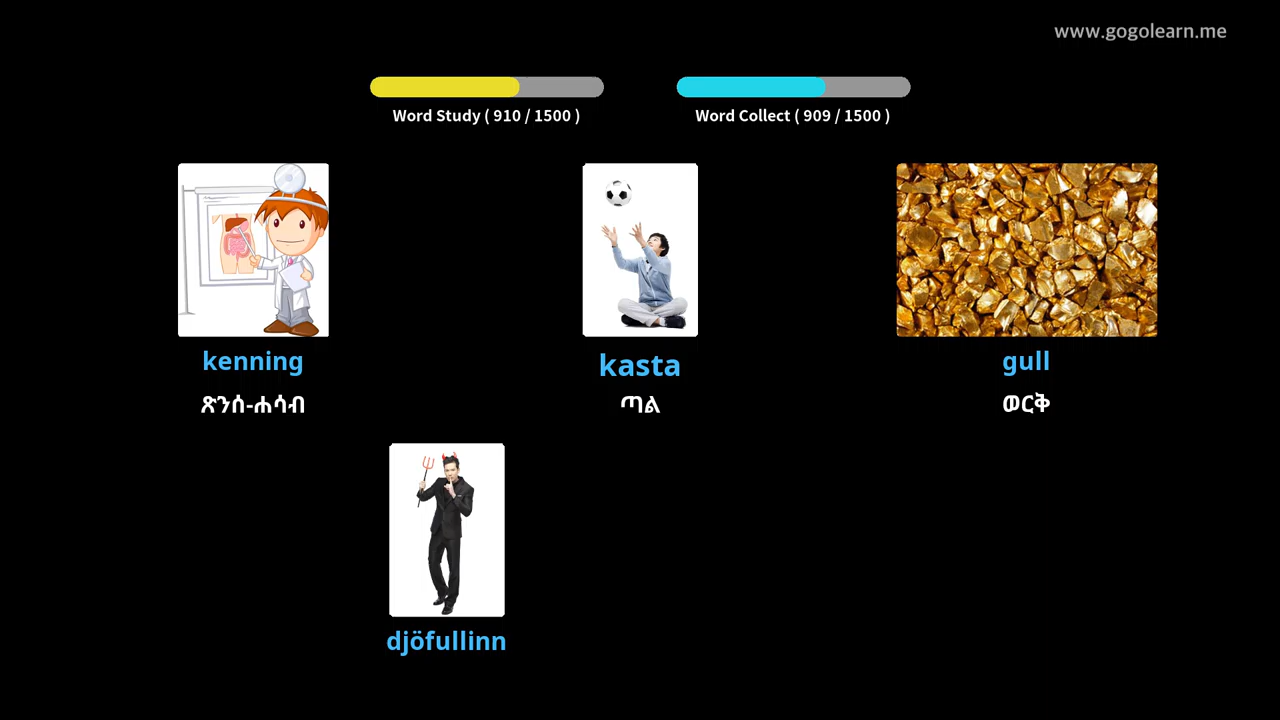 www.gogolearn.me
Word Study ( 910 / 1500 )
Word Collect ( 909 / 1500 )
kenning
kasta
gull
ጽንሰ-ሐሳብ
ጣል
ወርቅ
djöfullinn